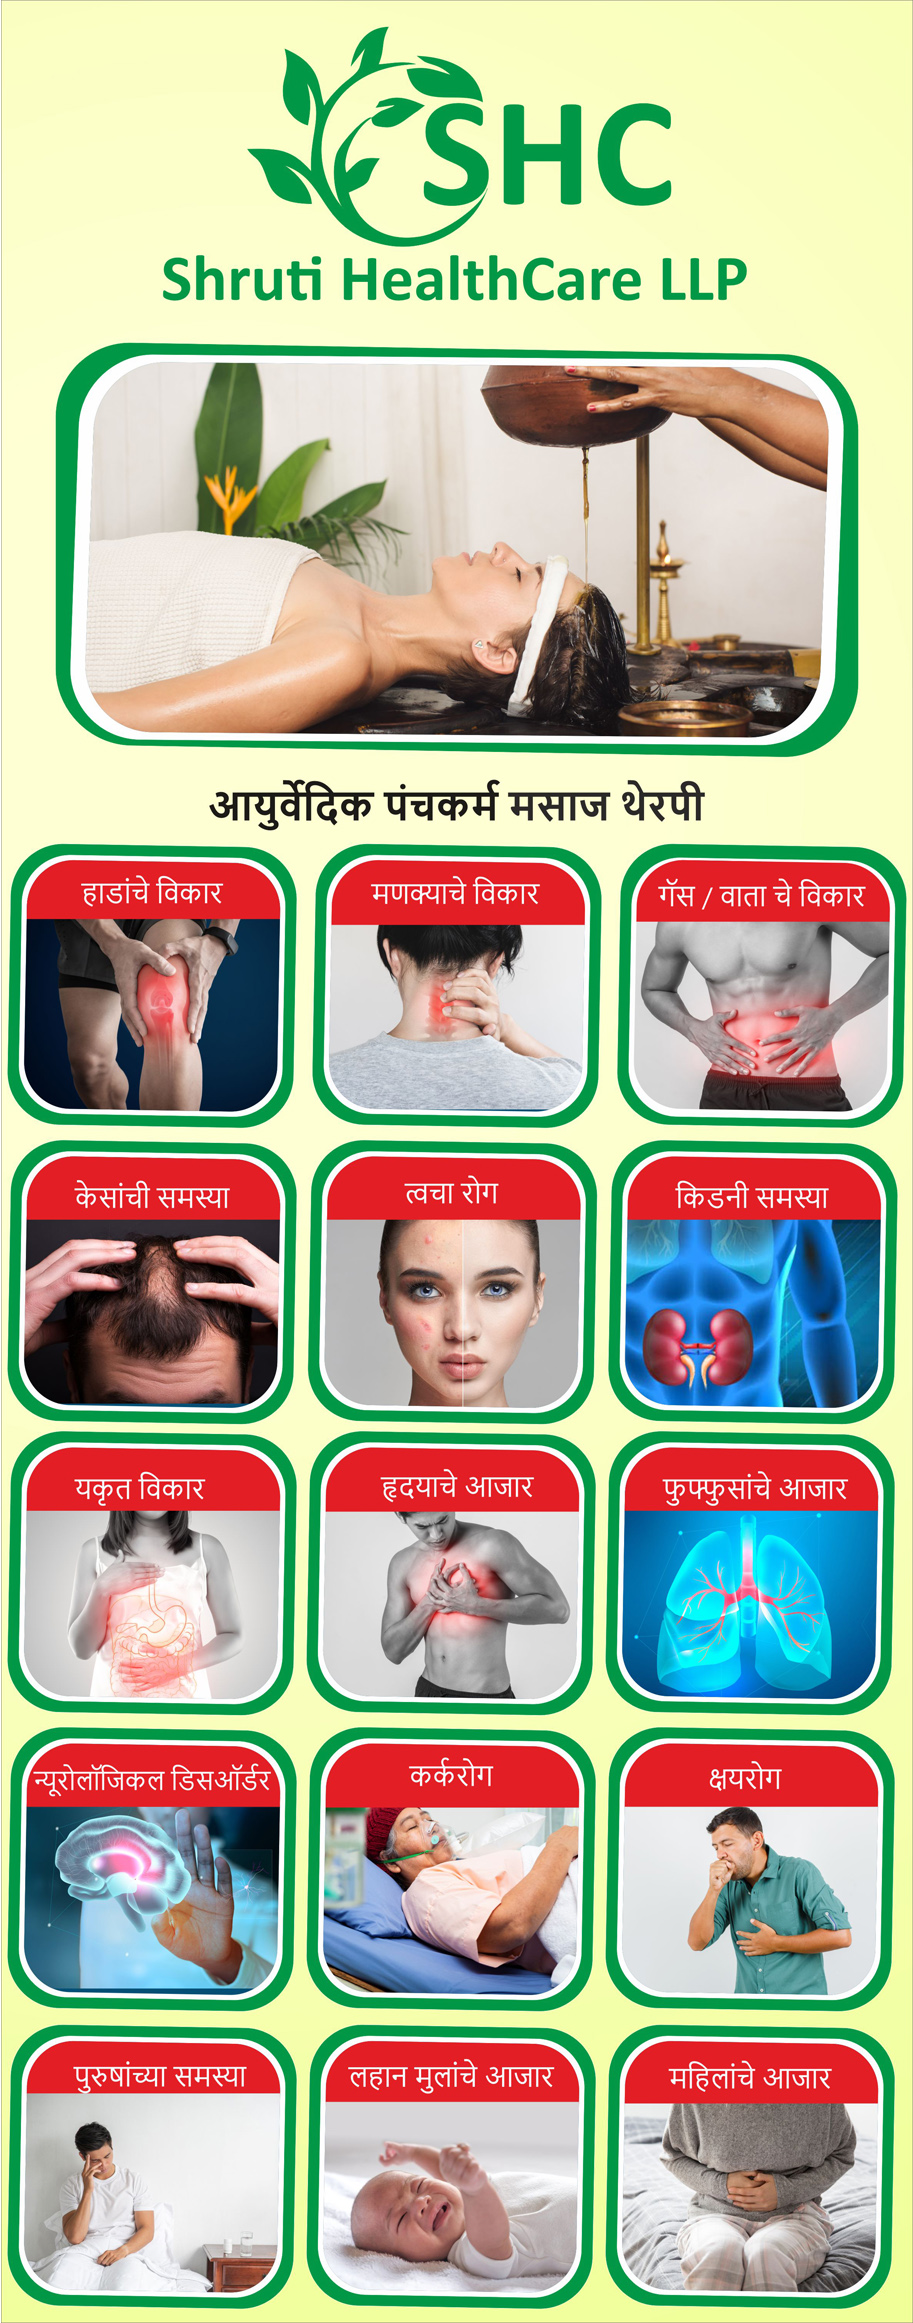 SHC
Shruti HealthCare LLP
आयुर्वेदिक पंचकर्म मसाज थेरपी
हाडांचे विकार
मणक्याचे विकार
गॅस / वाता चे विकार
केसांची समस्या
त्वचा रोग
किडनी समस्या
यकृत विकार
हृदयाचे आजार
फुफ्फुसांचे आजार
न्यूरोलॉजिकल डिसऑर्डर
कर्करोग
क्षयरोग
पुरुषांच्या समस्या
लहान मुलांचे आजार
महिलांचे आजार